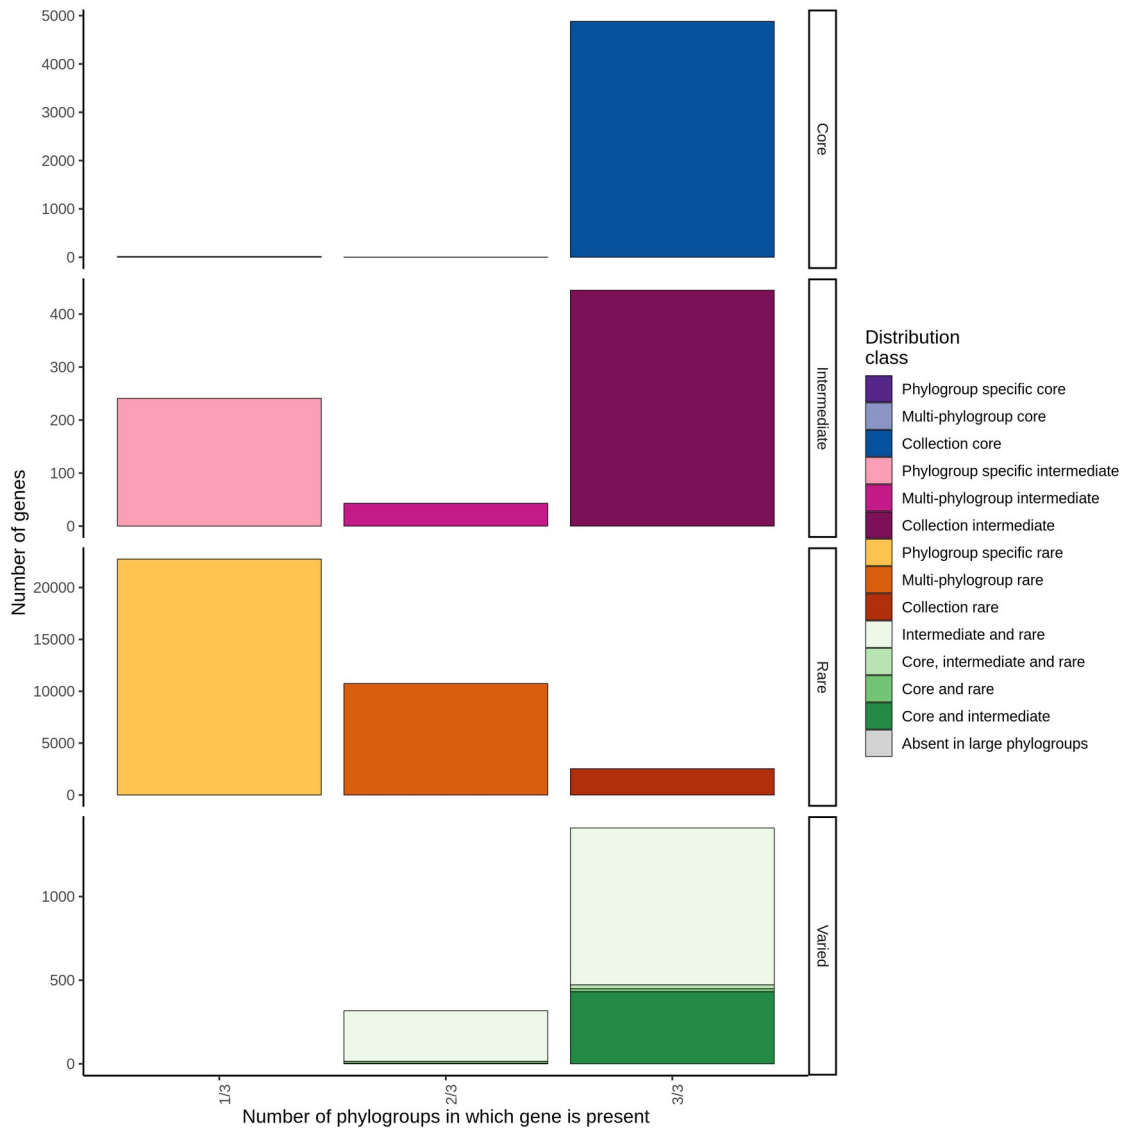 Number of genes
5000
4000
3000
2000
1000
0
Core
400
300
200
100
0
Intermediate
20000
15000
10000
5000
0
Rare
1000
500
0
Varied
1/3
2/3
3/3
Number of phylogroups in which gene is present
Distribution
class
Phylogroup specific core
Multi-phylogroup core
Collection core
Phylogroup specific intermediate
Multi-phylogroup intermediate
Collection intermediate
Phylogroup specific rare
Multi-phylogroup rare
Collection rare
Intermediate and rare
Core, intermediate and rare
Core and rare
Core and intermediate
Absent in large phylogroups